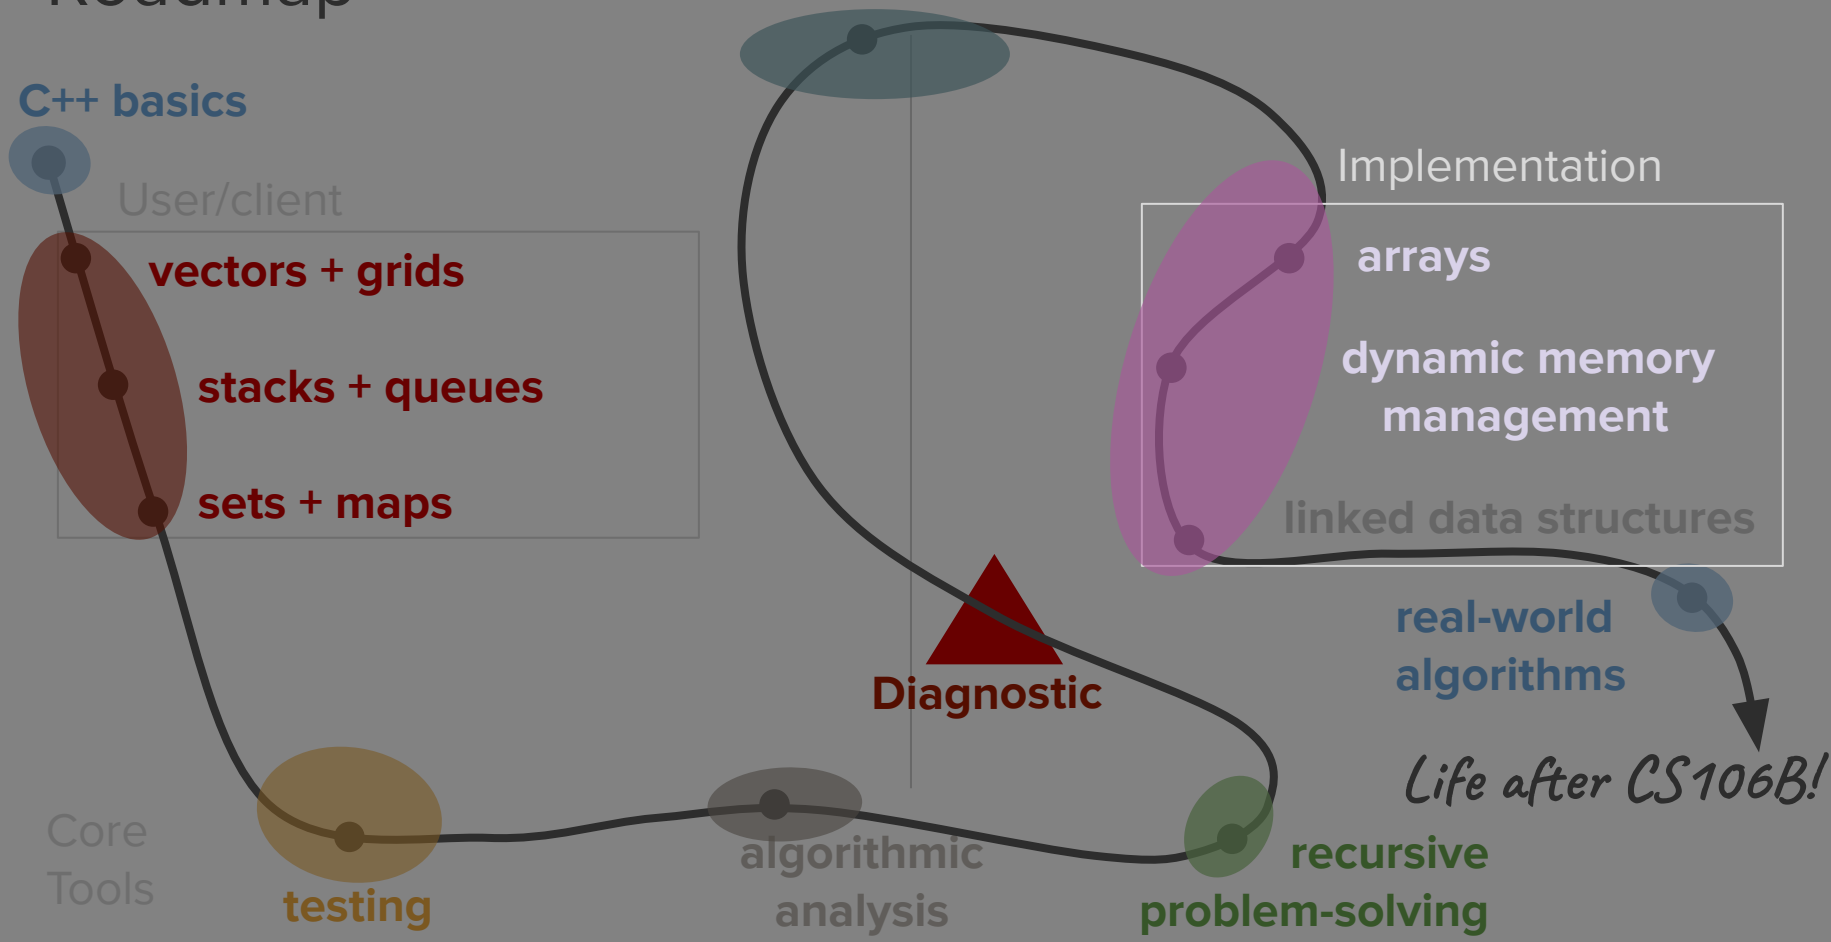 Roadmap
C++ basics
User/client
vectors + grids
stacks + queues
sets + maps
Core
Tools
testing
algorithmic
analysis
recursive
problem-solving
Diagnostic
Implementation
arrays
dynamic memory
management
linked data structures
real-world
algorithms
Life after CS106B!